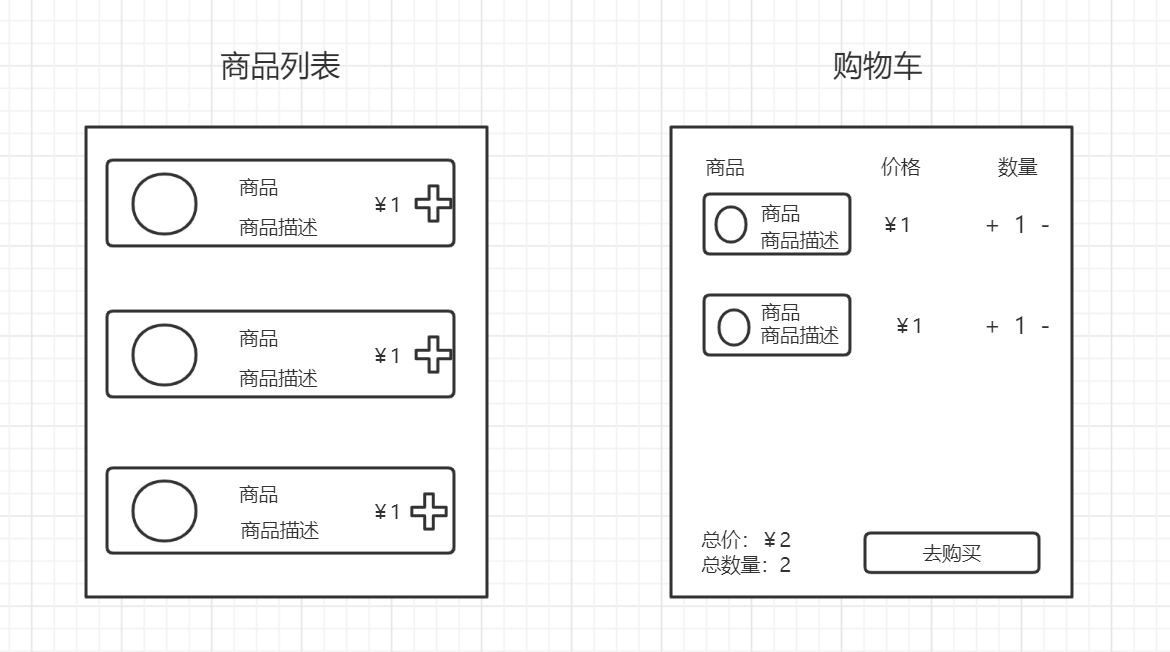 商品列表
商品
商品描述
¥1
商品
商品描述
¥1
商品
商品描述
¥1
购物车
商品 价格 数量
商品
商品描述
¥1
+ 1 -
商品
商品描述
¥1
+ 1 -
总价：¥2
总数量：2
去购买